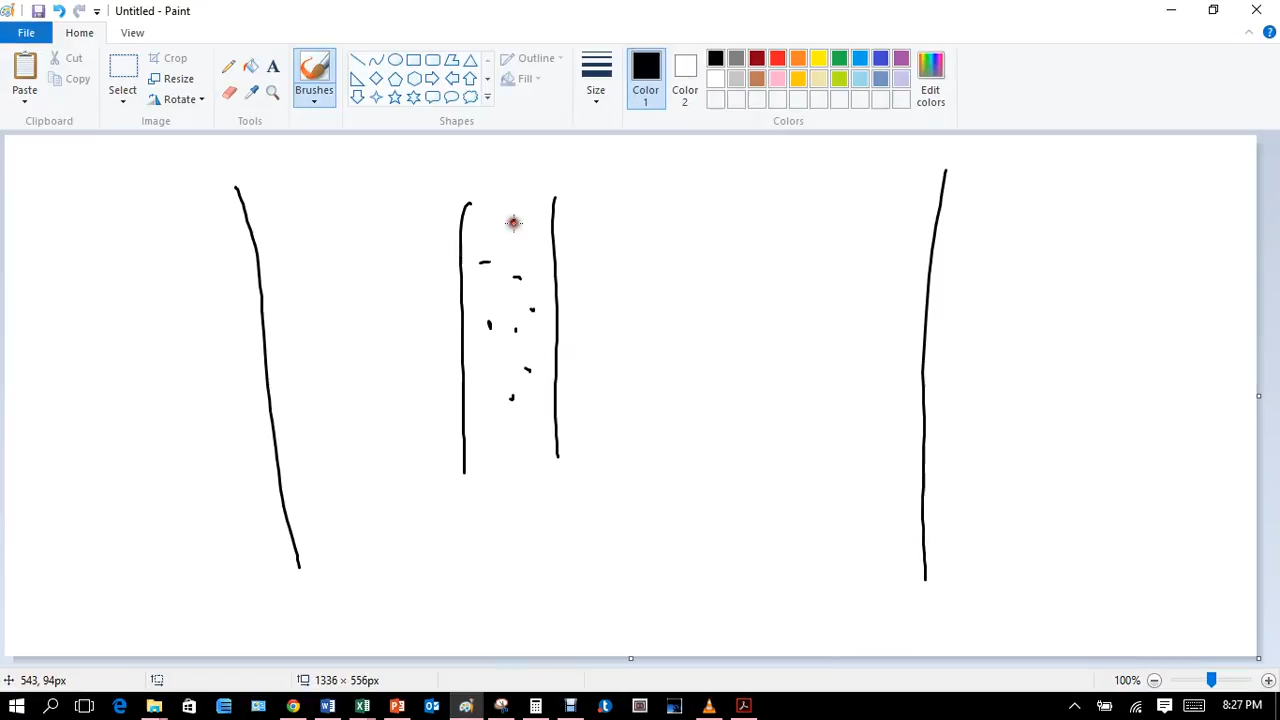 Untitled - Paint
File Home View
Paste
Cut
Copy
Clipboard
Select
Crop
Resize
Rotate
Image
A
Tools
Brushes
Outline
Fill
Shapes
Size
Color 1
Color 2
Edit colors
Colors
543, 94px
1336 × 556px
100%
8:27 PM